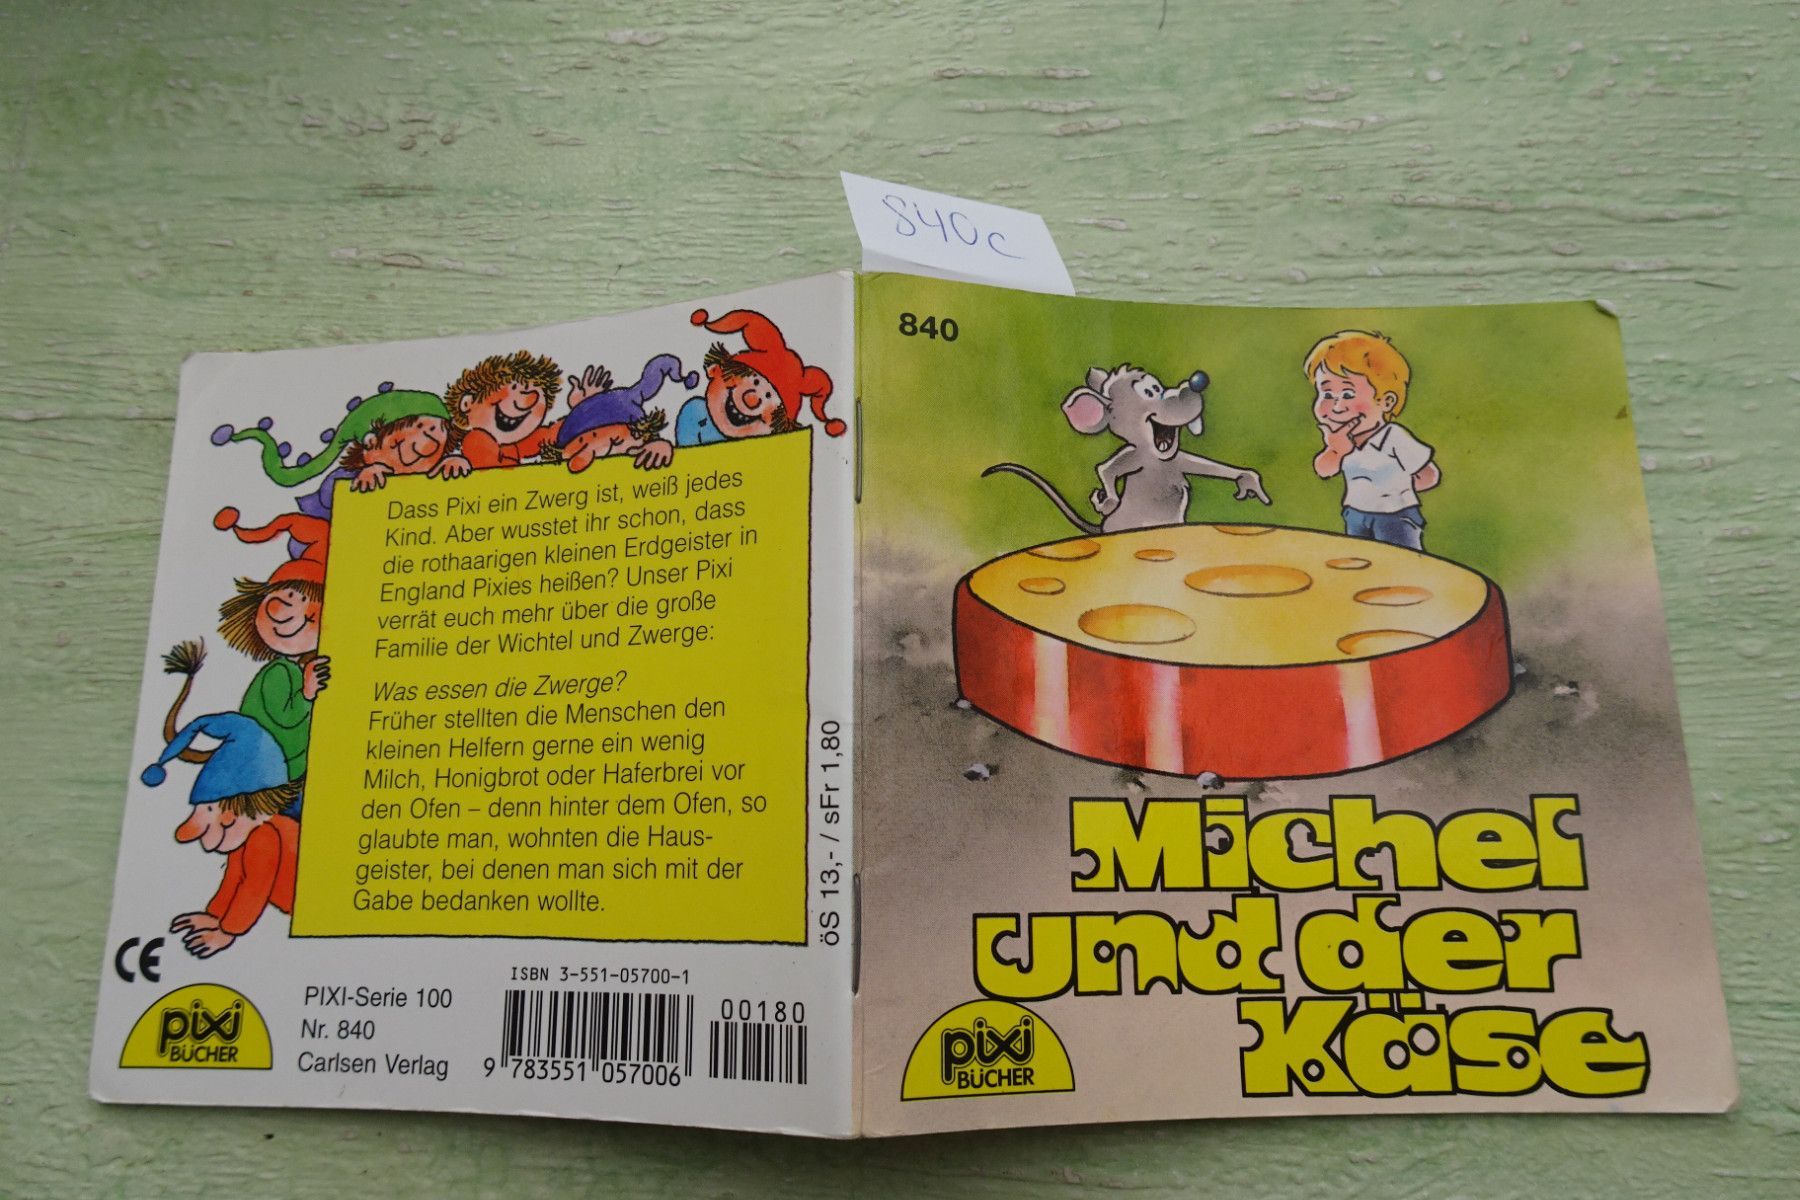 840c
Dass Pixi ein Zwerg ist, weiß jedes
Kind. Aber wusstet ihr schon, dass
die rothaarigen kleinen Erdgeister in
England Pixies heißen? Unser Pixi
verrät euch mehr über die große
Familie der Wichtel und Zwerge:
Was essen die Zwerge?
Früher stellten die Menschen den
kleinen Helfern gerne ein wenig
Milch, Honigbrot oder Haferbrei vor
den Ofen – denn hinter dem Ofen, so
glaubte man, wohnten die Haus-
geister, bei denen man sich mit der
Gabe bedanken wollte.
öS 13,- / sFr 1,80
CE
pixi
BÜCHER
PIXI-Serie 100
Nr. 840
Carlsen Verlag
ISBN 3-551-05700-1
00180
9 783551 057006
840
Michel
und der
Käse
pixi
BÜCHER